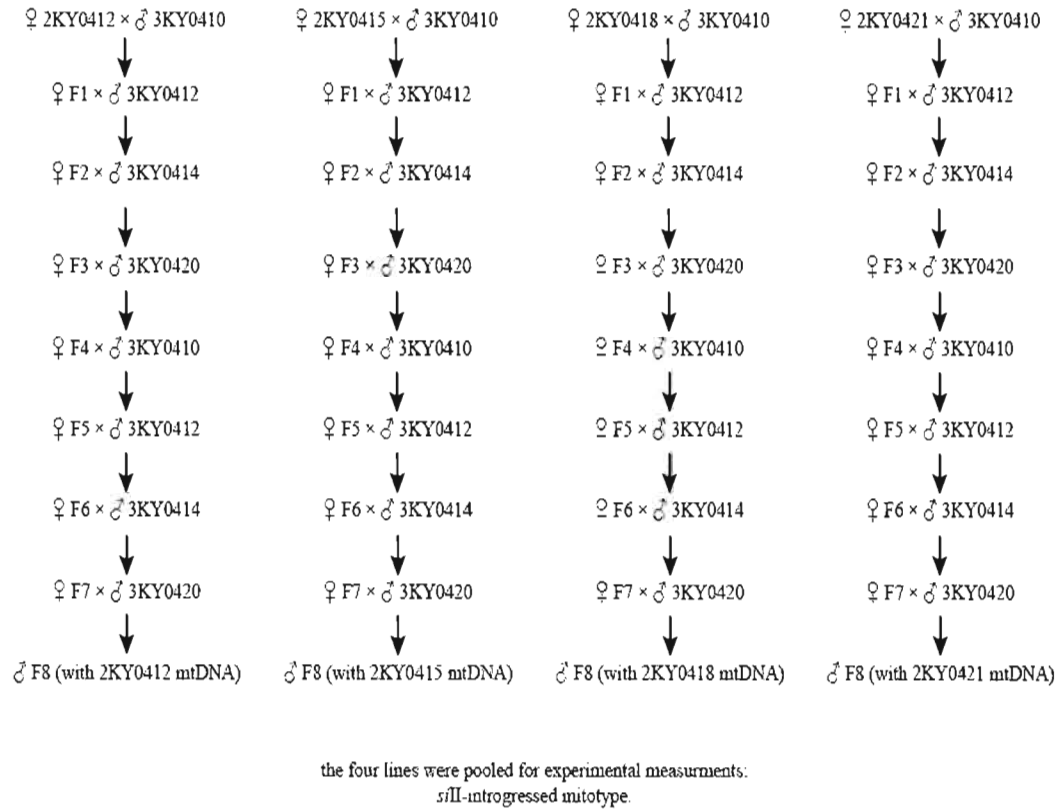 ♀ 2KY0412 × ♂ 3KY0410
♀ F1 × ♂ 3KY0412
♀ F2 × ♂ 3KY0414
♀ F3 × ♂ 3KY0420
♀ F4 × ♂ 3KY0410
♀ F5 × ♂ 3KY0412
♀ F6 × ♂ 3KY0414
♀ F7 × ♂ 3KY0420
♂ F8 (with 2KY0412 mtDNA)
♀ 2KY0415 × ♂ 3KY0410
♀ F1 × ♂ 3KY0412
♀ F2 × ♂ 3KY0414
♀ F3 × ♂ 3KY0420
♀ F4 × ♂ 3KY0410
♀ F5 × ♂ 3KY0412
♀ F6 × ♂ 3KY0414
♀ F7 × ♂ 3KY0420
♂ F8 (with 2KY0415 mtDNA)
♀ 2KY0418 × ♂ 3KY0410
♀ F1 × ♂ 3KY0412
♀ F2 × ♂ 3KY0414
♀ F3 × ♂ 3KY0420
♀ F4 × ♂ 3KY0410
♀ F5 × ♂ 3KY0412
♀ F6 × ♂ 3KY0414
♀ F7 × ♂ 3KY0420
♂ F8 (with 2KY0418 mtDNA)
♀ 2KY0421 × ♂ 3KY0410
♀ F1 × ♂ 3KY0412
♀ F2 × ♂ 3KY0414
♀ F3 × ♂ 3KY0420
♀ F4 × ♂ 3KY0410
♀ F5 × ♂ 3KY0412
♀ F6 × ♂ 3KY0414
♀ F7 × ♂ 3KY0420
♂ F8 (with 2KY0421 mtDNA)
the four lines were pooled for experimental measurments:
siII-introgressed mitotype.